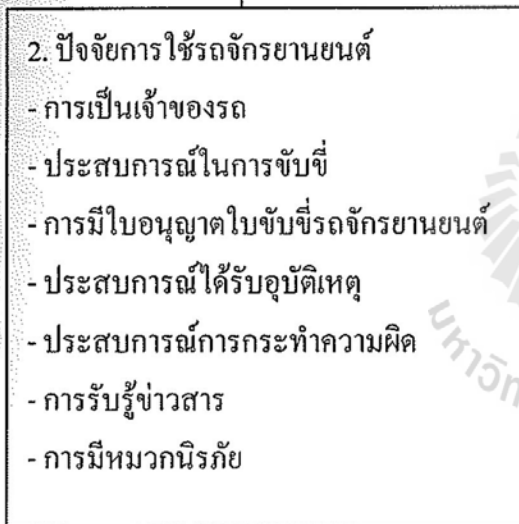 2. ปัจจัยการใช้รถจักรยานยนต์
- การเป็นเจ้าของรถ
- ประสบการณ์ในการขับขี่
- การมีใบอนุญาตใบขับขี่รถจักรยานยนต์
- ประสบการณ์ได้รับอุบัติเหตุ
- ประสบการณ์การกระทำความผิด
- การรับรู้ข่าวสาร
- การมีหมวกนิรภัย